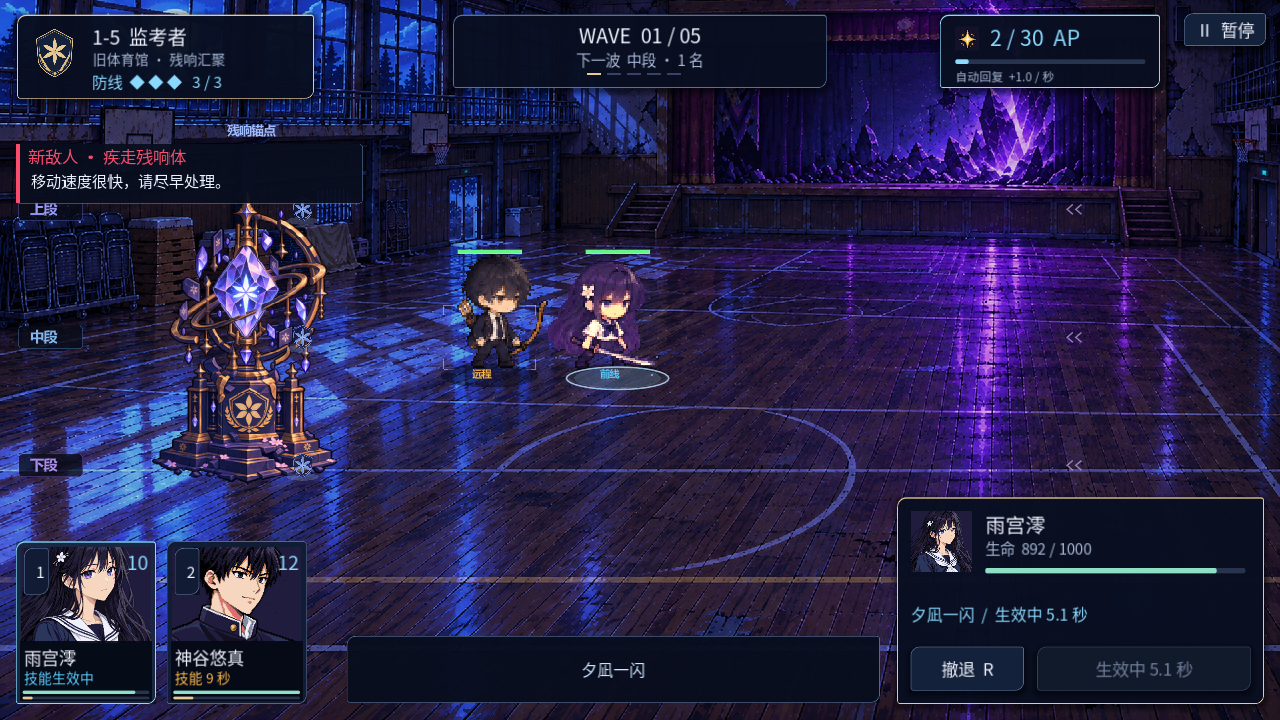 1-5 监考者
旧体育馆 · 残响汇聚
防线 3 / 3
WAVE 01 / 05
下一波 中段 · 1 名
2 / 30 AP
自动回复 +1.0 / 秒
暂停
残响锚点
新敌人 · 疾走残响体
移动速度很快，请尽早处理。
上段
中段
下段
远程
前线
1
10
雨宫澪
技能生效中
2
12
神谷悠真
技能 9 秒
夕凪一闪
雨宫澪
生命 892 / 1000
夕凪一闪 / 生效中 5.1 秒
撤退 R
生效中 5.1 秒